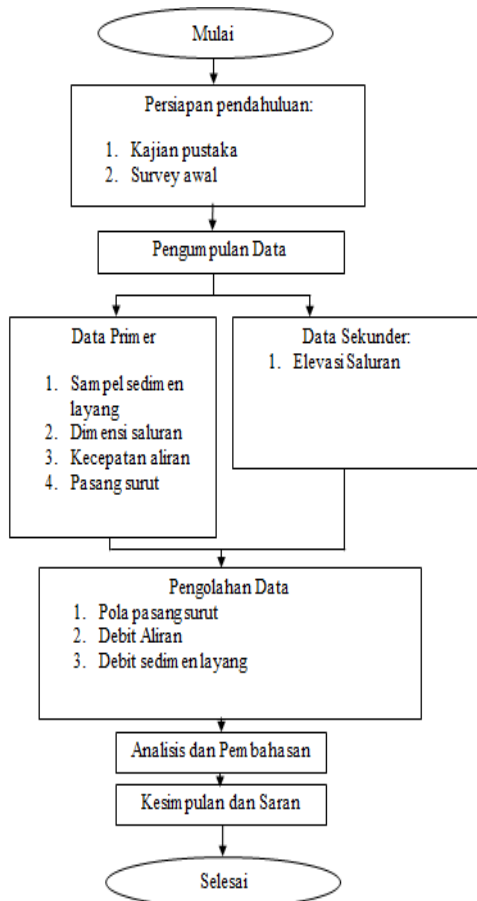 Mulai
Persiapan pendahuluan:
1. Kajian pustaka
2. Survey awal
Pengumpulan Data
Data Primer
1. Sampel sedimen
layang
2. Dimensi saluran
3. Kecepatan aliran
4. Pasang surut
Data Sekunder:
1. Elevasi Saluran
Pengolahan Data
1. Pola pasang surut
2. Debit Aliran
3. Debit sedimen layang
Analisis dan Pembahasan
Kesimpulan dan Saran
Selesai